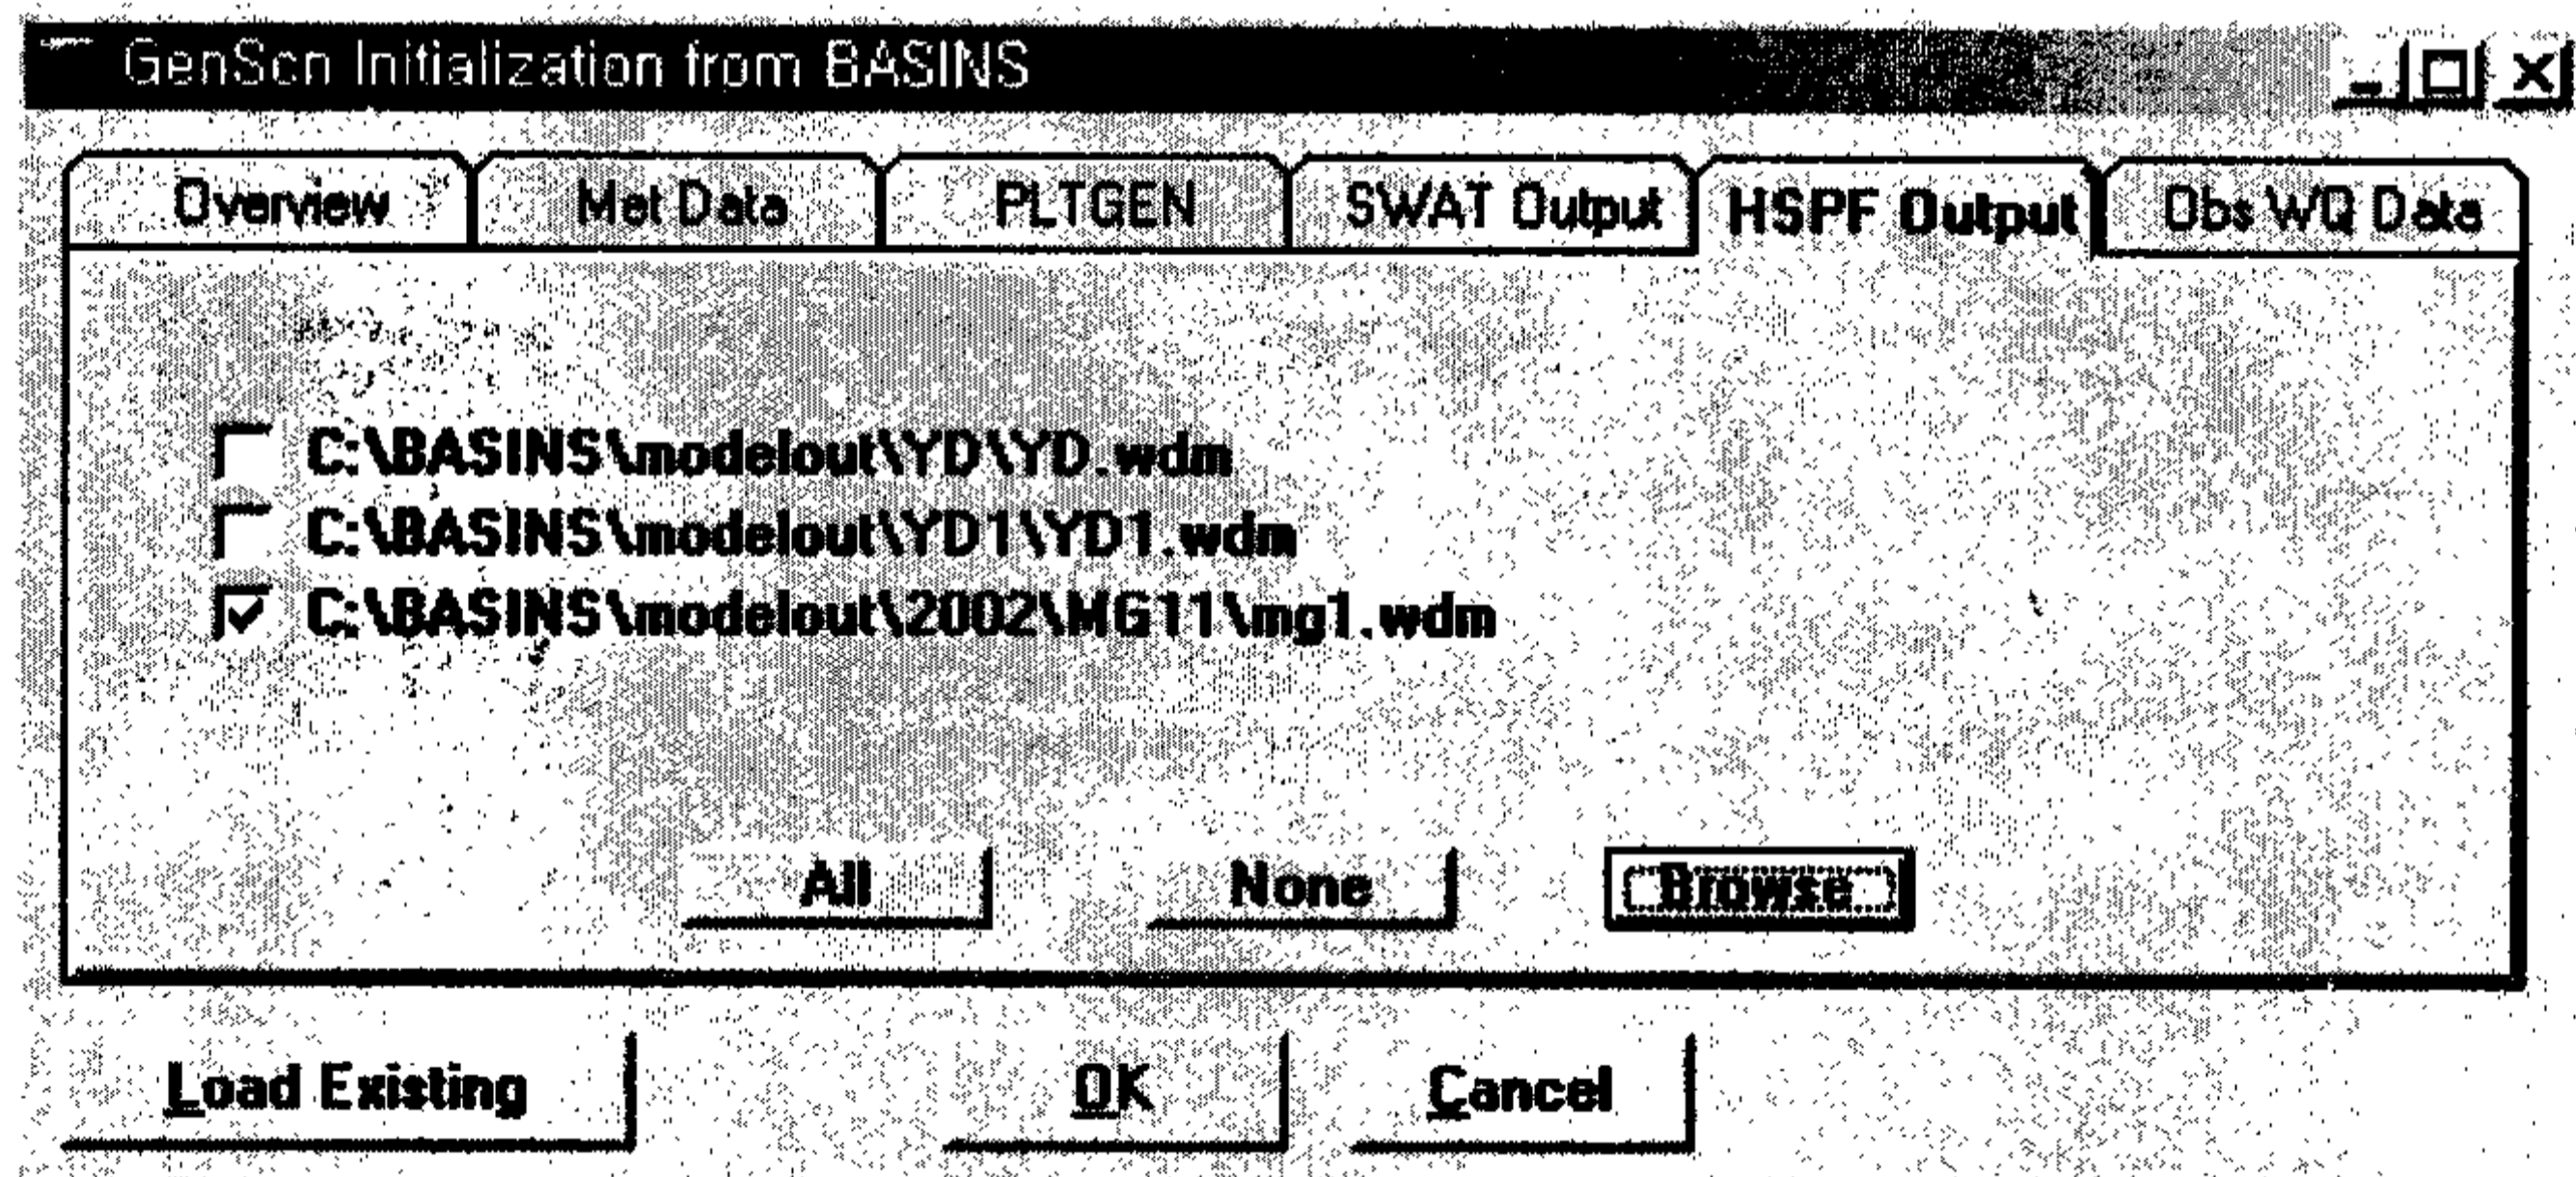 GenScn Initialization from BASINS
Overview Met Data PLTGEN SWAT Output HSPF Output Obs WQ Data
C:\BASINS\modelout\YD\YD.wdm
C:\BASINS\modelout\YD1\YD1.wdm
C:\BASINS\modelout\2002\MG11\mg1.wdm
All None Browse
Load Existing OK Cancel